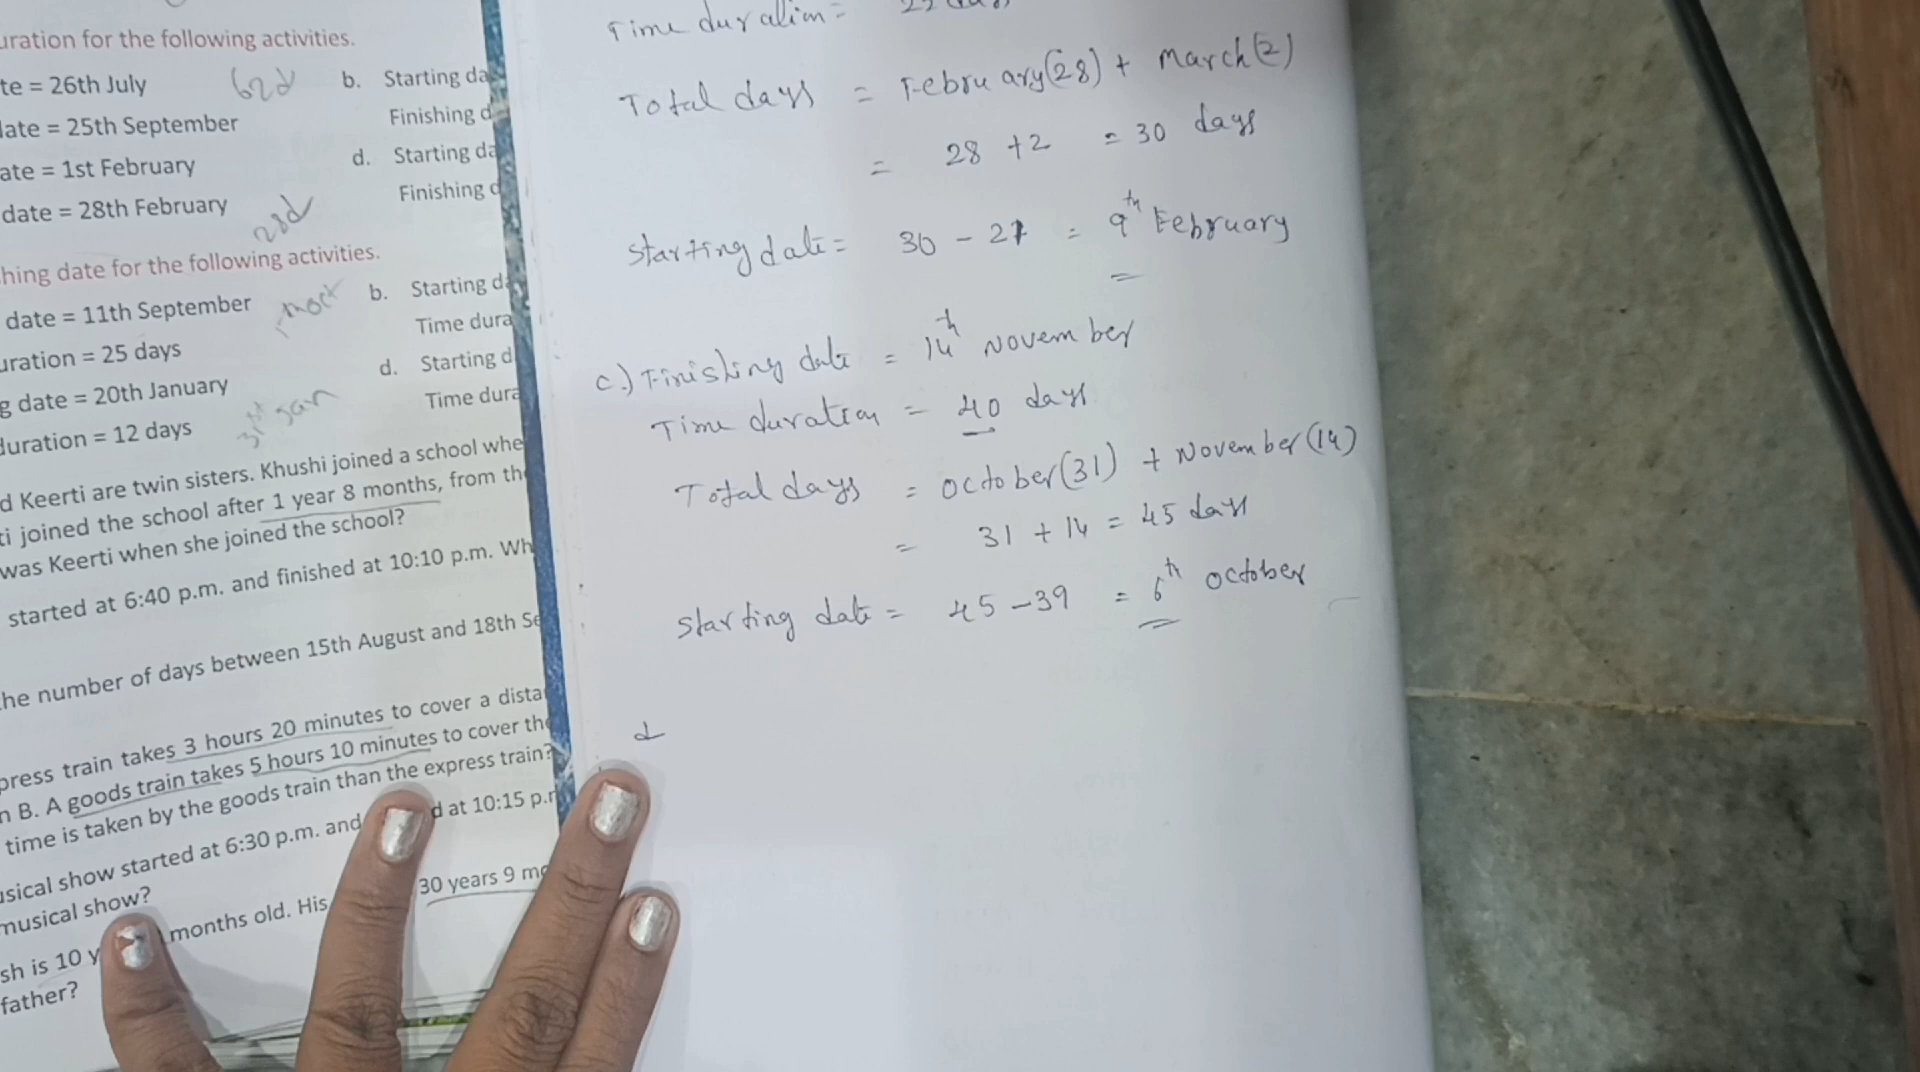 uration for the following activities.
te = 26th July 62d b. Starting da
late = 25th September Finishing d
ate = 1st February d. Starting da
date = 28th February 28d Finishing d
hing date for the following activities.
date = 11th September b. Starting da
uration = 25 days Time dura
g date = 20th January d. Starting d
duration = 12 days 31st Jan Time dura
d Keerti are twin sisters. Khushi joined a school whe
ti joined the school after 1 year 8 months, from th
was Keerti when she joined the school?
started at 6:40 p.m. and finished at 10:10 p.m. Wh
he number of days between 15th August and 18th Se
press train takes 3 hours 20 minutes to cover a dista
n B. A goods train takes 5 hours 10 minutes to cover the
time is taken by the goods train than the express train?
usical show started at 6:30 p.m. and d at 10:15 p.m
musical show?
sh is 10 y months old. His 30 years 9 mo
father?
Time duration =
Total days = February(28) + March(2)
= 28 + 2 = 30 days
Starting date = 30 - 21 = 9th February
c.) Finishing date = 14th November
Time duration = 40 days
Total days = October(31) + November(14)
= 31 + 14 = 45 days
Starting date = 45 - 39 = 6th October
d